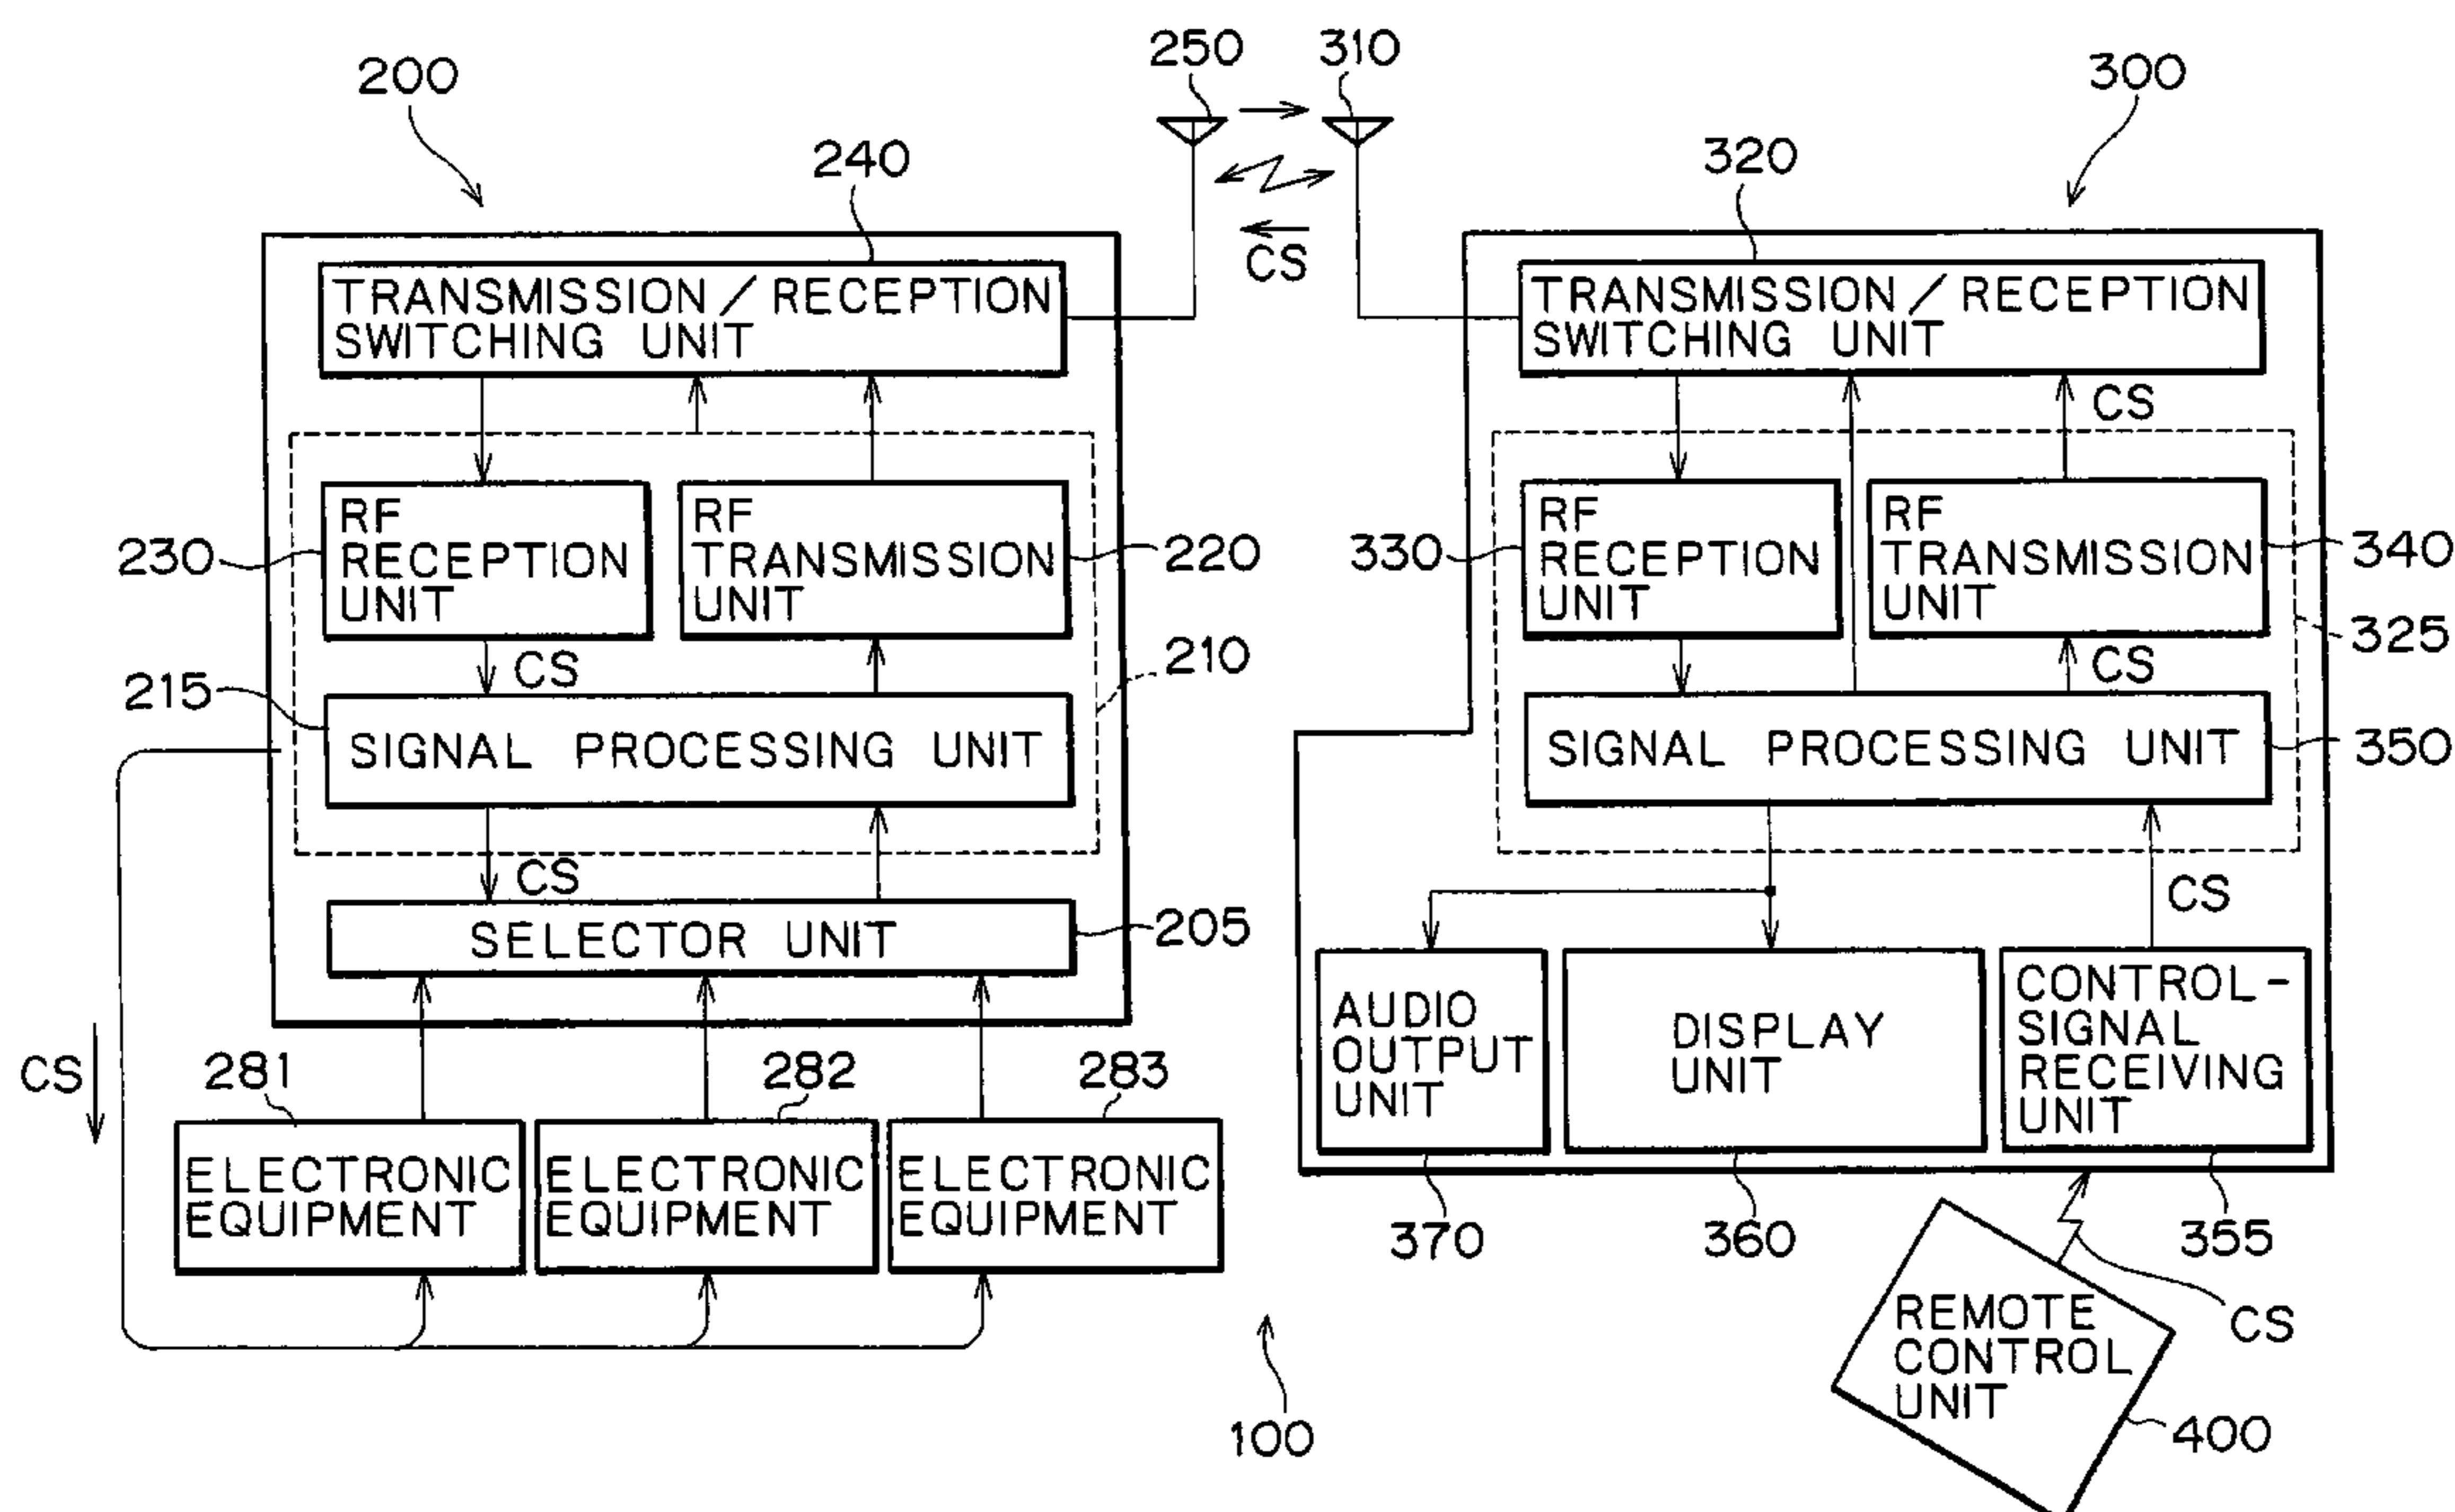 250
310
200
300
240
320
CS
TRANSMISSION/RECEPTION
SWITCHING UNIT
TRANSMISSION/RECEPTION
SWITCHING UNIT
CS
RF
RECEPTION
UNIT
RF
TRANSMISSION
UNIT
230
220
RF
RECEPTION
UNIT
RF
TRANSMISSION
UNIT
330
340
325
210
CS
CS
215
SIGNAL PROCESSING UNIT
SIGNAL PROCESSING UNIT
350
CS
CS
SELECTOR UNIT
205
AUDIO
OUTPUT
UNIT
DISPLAY
UNIT
CONTROL-
SIGNAL
RECEIVING
UNIT
CS
281
282
283
ELECTRONIC
EQUIPMENT
ELECTRONIC
EQUIPMENT
ELECTRONIC
EQUIPMENT
370
360
355
CS
REMOTE
CONTROL
UNIT
400
100